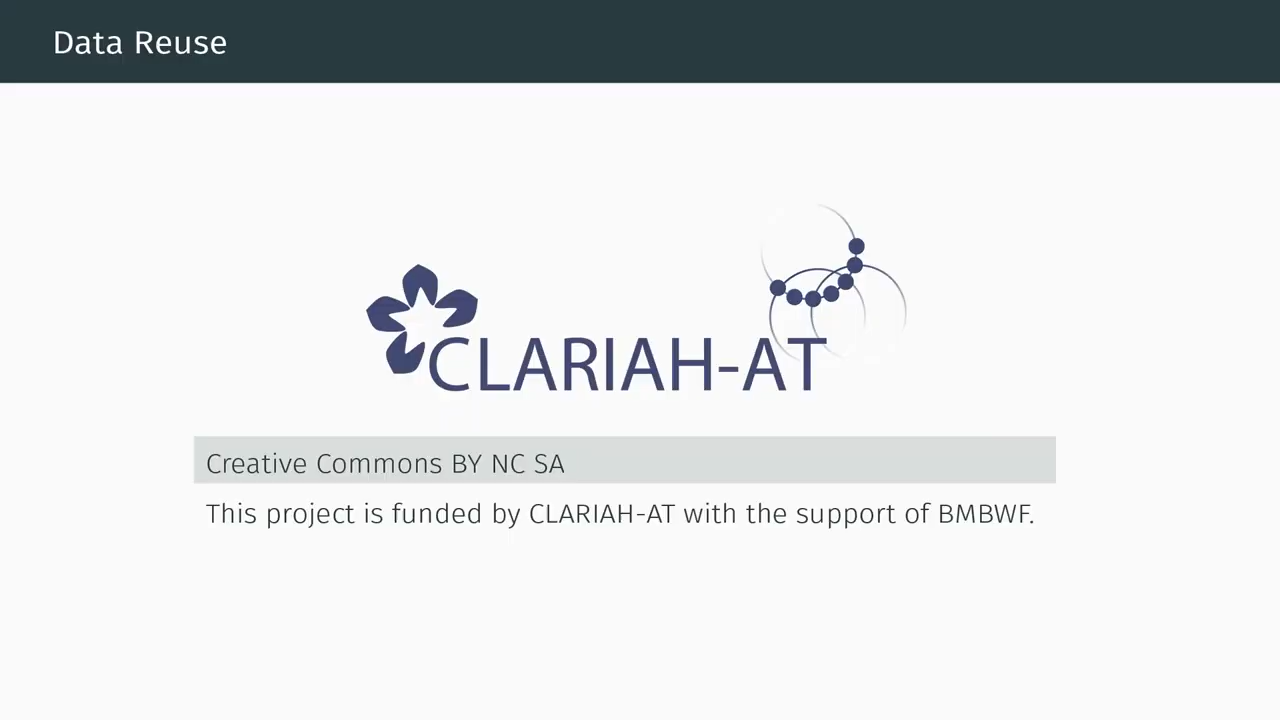 Data Reuse
CLARIAH-AT
Creative Commons BY NC SA
This project is funded by CLARIAH-AT with the support of BMBWF.